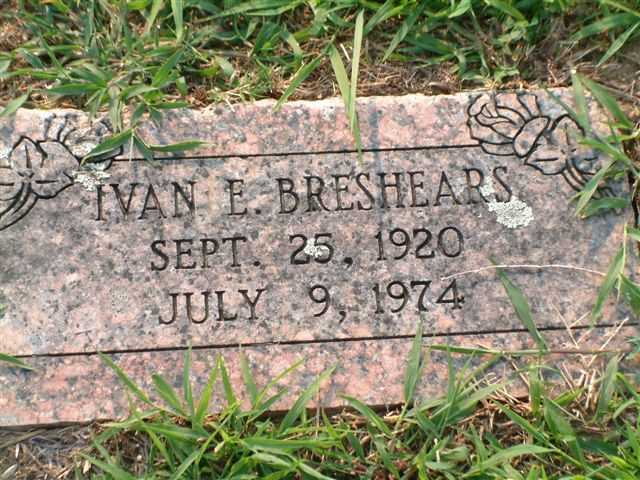 IVAN E. BRESHEARS
SEPT. 25, 1920
JULY 9, 1974